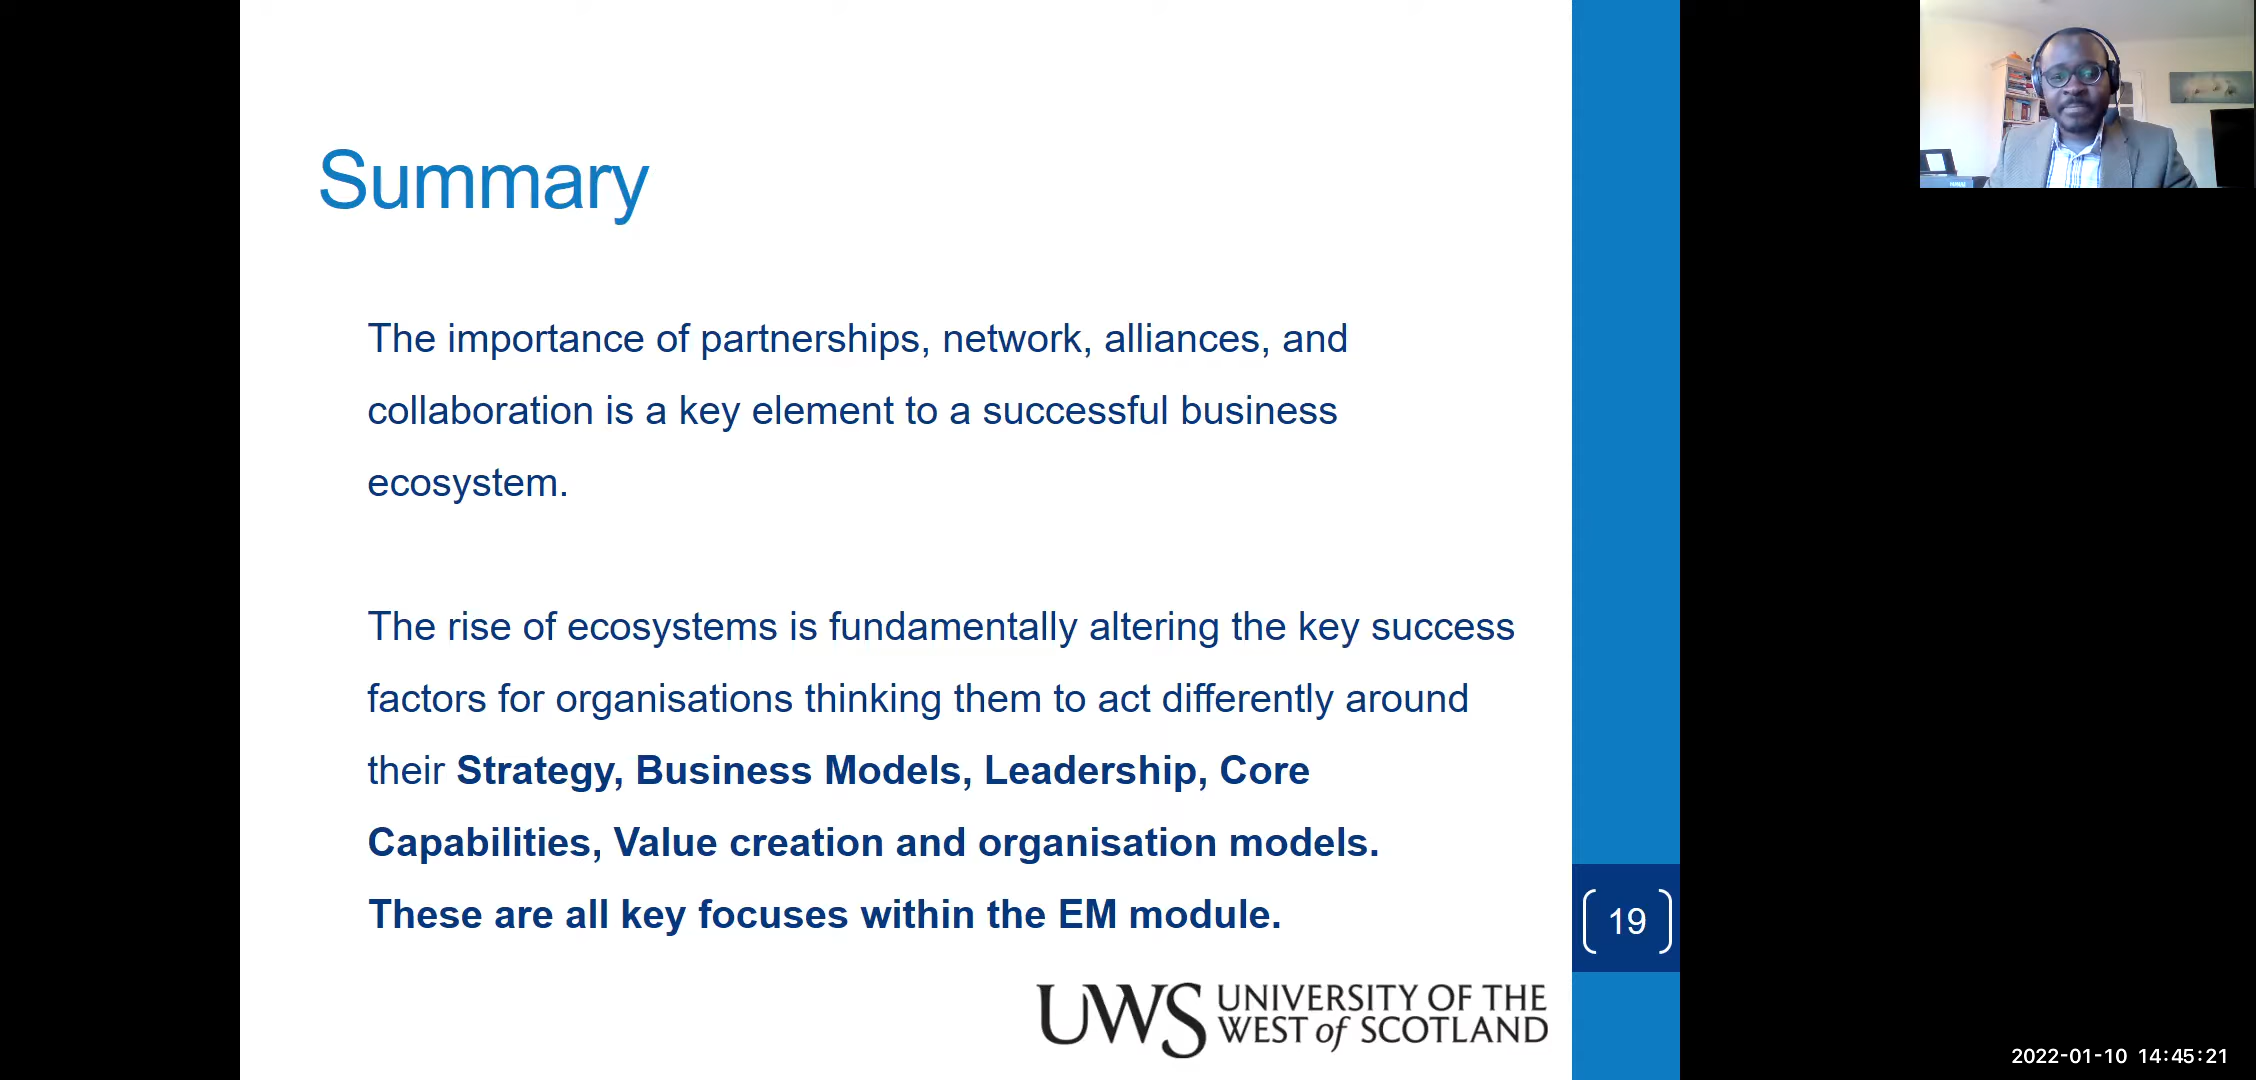 Summary
The importance of partnerships, network, alliances, and
collaboration is a key element to a successful business
ecosystem.
The rise of ecosystems is fundamentally altering the key success
factors for organisations thinking them to act differently around
their Strategy, Business Models, Leadership, Core
Capabilities, Value creation and organisation models.
These are all key focuses within the EM module.
19
UWS UNIVERSITY OF THE
WEST of SCOTLAND
2022-01-10 14:45:21